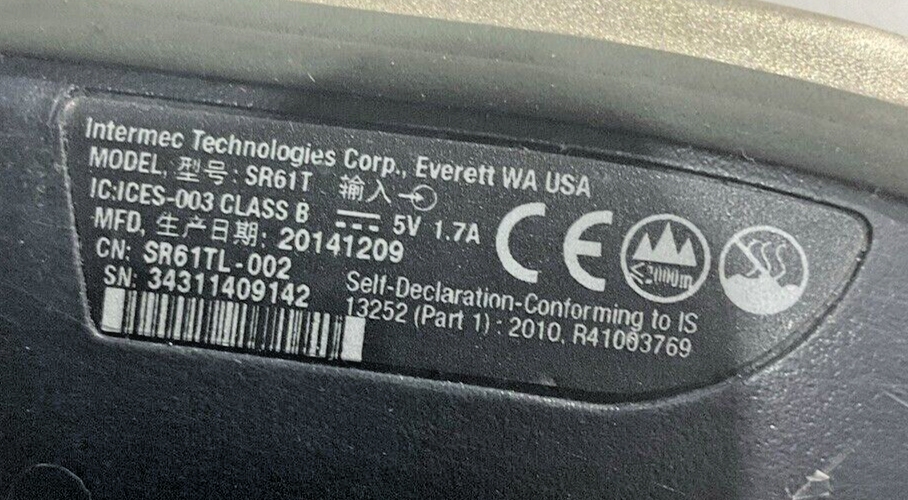 Intermec Technologies Corp., Everett WA USA
MODEL, 型号: SR61T 输入
IC:ICES-003 CLASS B 5V 1.7A
MFD, 生产日期: 20141209
CN: SR61TL-002
SN: 34311409142
CE
≤2000m
Self-Declaration-Conforming to IS
13252 (Part 1) : 2010, R41003769